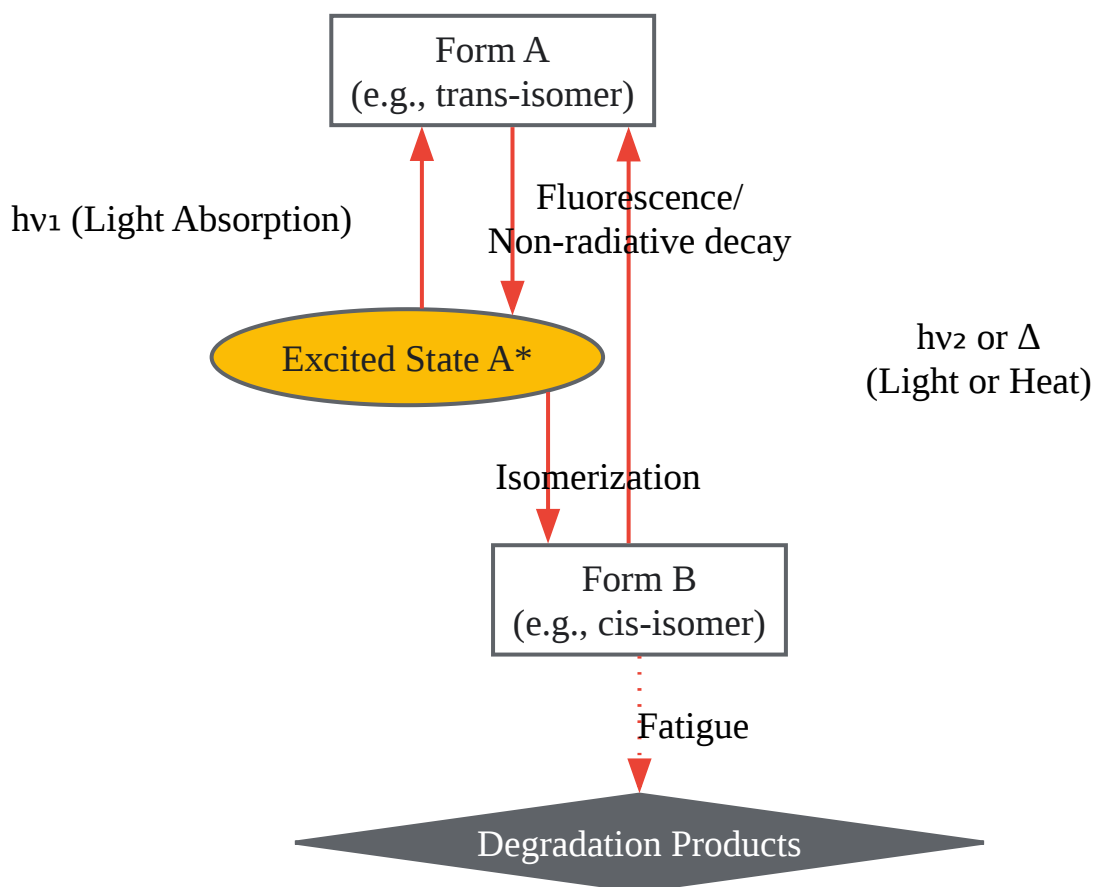 Form A
(e.g., trans-isomer)
hν₁ (Light Absorption)
Fluorescence/
Non-radiative decay
Excited State A*
hν₂ or Δ
(Light or Heat)
Isomerization
Form B
(e.g., cis-isomer)
Fatigue
Degradation Products